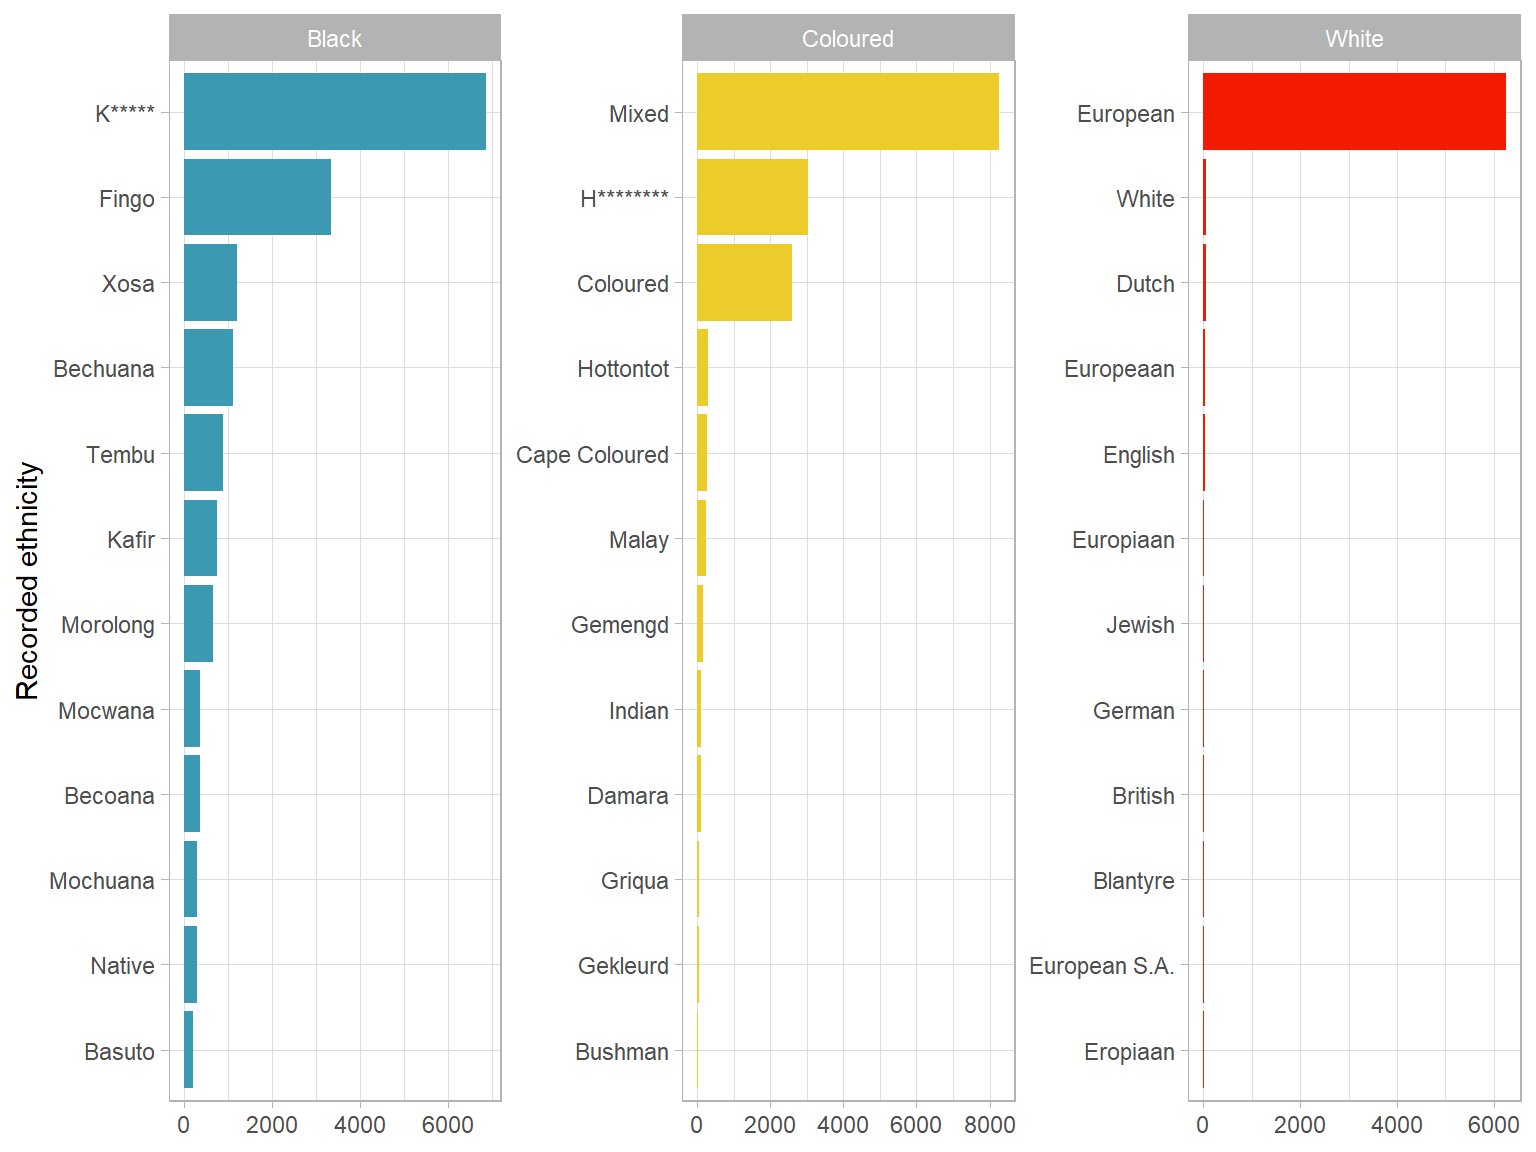 Black
Coloured
White
Recorded ethnicity
K*****
Fingo
Xosa
Bechuana
Tembu
Kafir
Morolong
Mocwana
Becoana
Mochuana
Native
Basuto
0 2000 4000 6000
Mixed
H********
Coloured
Hottontot
Cape Coloured
Malay
Gemengd
Indian
Damara
Griqua
Gekleurd
Bushman
0 2000 4000 6000 8000
European
White
Dutch
Europeaan
English
Europiaan
Jewish
German
British
Blantyre
European S.A.
Eropiaan
0 2000 4000 6000